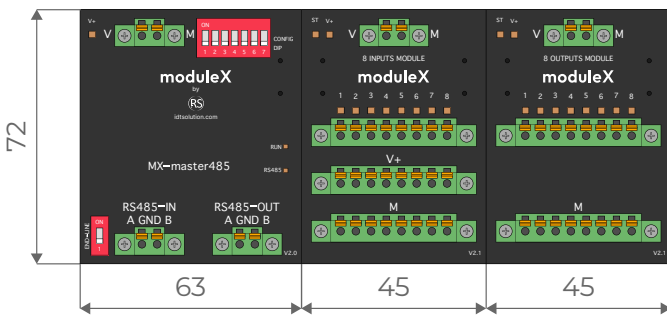 V+
V M
ON
1 2 3 4 5 6 7
CONFIG
DIP
moduleX
by
RS
idtsolution.com
RUN
MX-master485
RS485
RS485-IN
A GND B
RS485-OUT
A GND B
END-LINE
ON
1
V2.0
ST V+
V M
8 INPUTS MODULE
moduleX
1 2 3 4 5 6 7 8
V+
M
V2.1
ST V+
V M
8 OUTPUTS MODULE
moduleX
1 2 3 4 5 6 7 8
M
V2.1
72
63
45
45